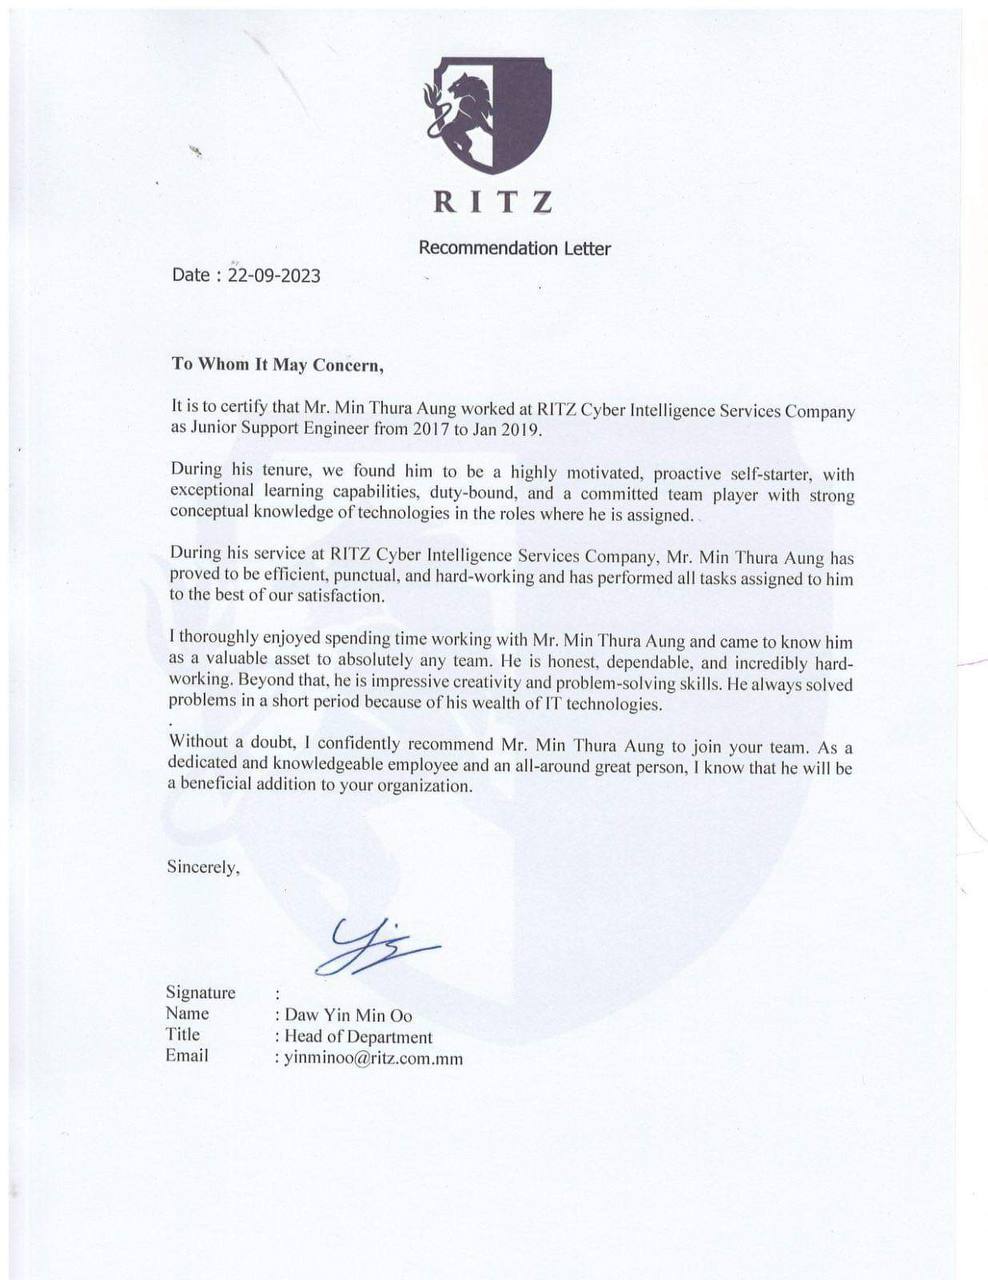 RITZ
Recommendation Letter
Date : 22-09-2023
To Whom It May Concern,
It is to certify that Mr. Min Thura Aung worked at RITZ Cyber Intelligence Services Company
as Junior Support Engineer from 2017 to Jan 2019.
During his tenure, we found him to be a highly motivated, proactive self-starter, with
exceptional learning capabilities, duty-bound, and a committed team player with strong
conceptual knowledge of technologies in the roles where he is assigned.
During his service at RITZ Cyber Intelligence Services Company, Mr. Min Thura Aung has
proved to be efficient, punctual, and hard-working and has performed all tasks assigned to him
to the best of our satisfaction.
I thoroughly enjoyed spending time working with Mr. Min Thura Aung and came to know him
as a valuable asset to absolutely any team. He is honest, dependable, and incredibly hard-
working. Beyond that, he is impressive creativity and problem-solving skills. He always solved
problems in a short period because of his wealth of IT technologies.
.
Without a doubt, I confidently recommend Mr. Min Thura Aung to join your team. As a
dedicated and knowledgeable employee and an all-around great person, I know that he will be
a beneficial addition to your organization.
Sincerely,
Signature :
Name : Daw Yin Min Oo
Title : Head of Department
Email : yinminoo@ritz.com.mm